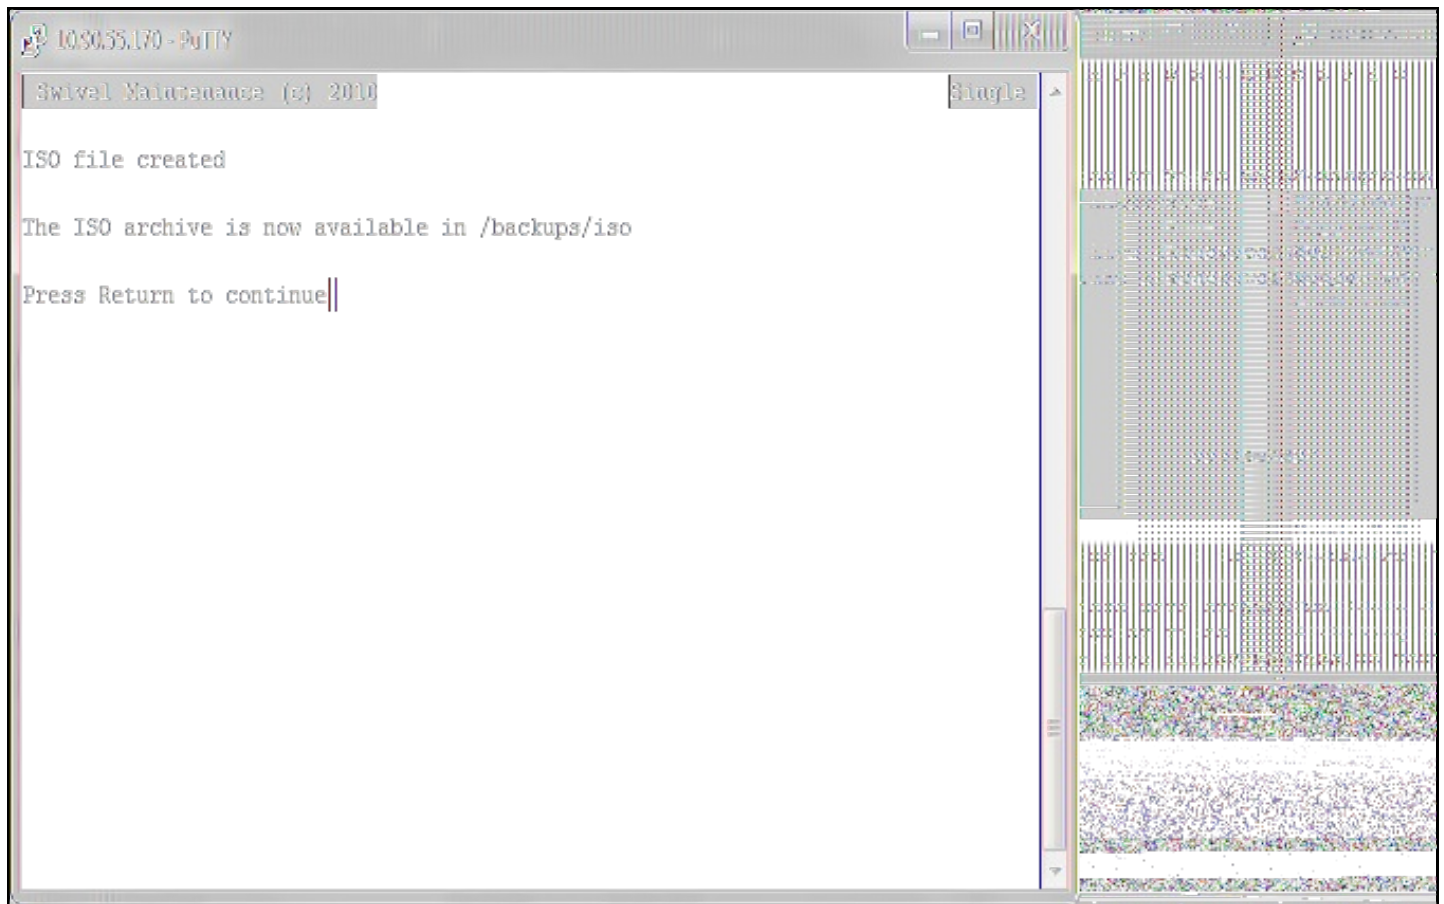 10.90.55.170 - PuTTY
Swivel Maintenance (c) 2010 Single
ISO file created
The ISO archive is now available in /backups/iso
Press Return to continue